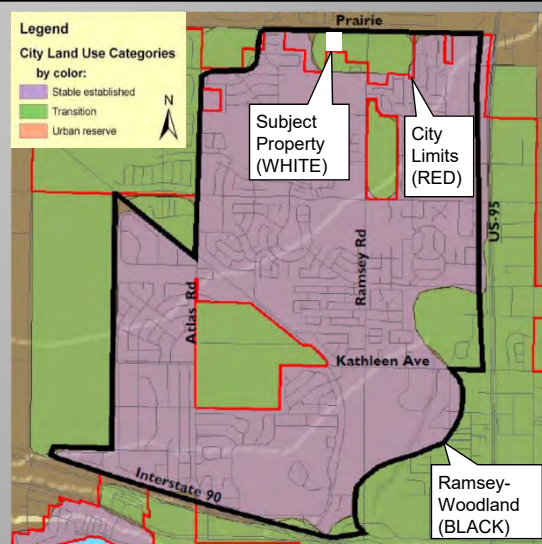 Legend
City Land Use Categories
by color:
Stable established
Transition
Urban reserve
N
Prairie
Subject
Property
(WHITE)
City
Limits
(RED)
US-95
Ramsey Rd
Atlas Rd
Kathleen Ave
Interstate 90
Ramsey-
Woodland
(BLACK)